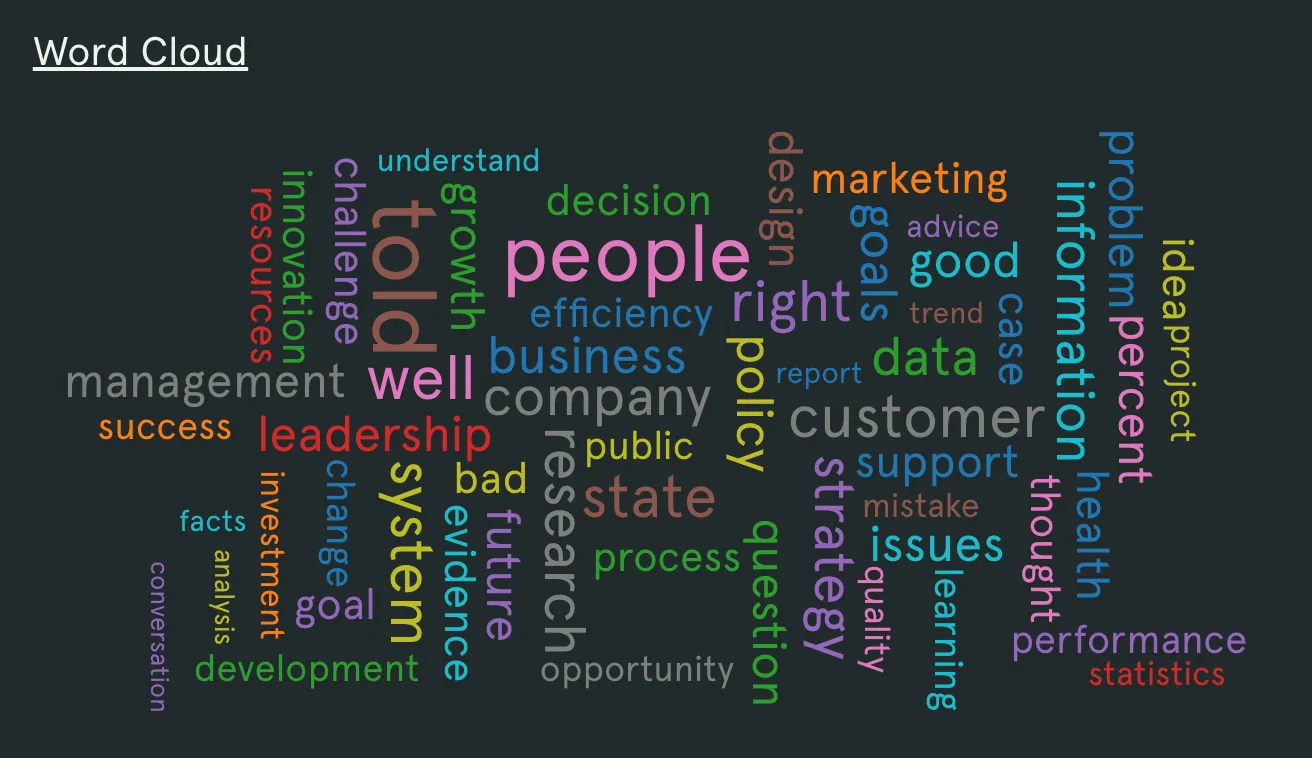 Word Cloud
understand
design
marketing
problem
challenge
innovation
resources
told
growth
decision
people
goals
advice
good
information
idea
efficiency
right
trend
case
percent
project
management
well
business
company
policy
report
data
customer
success
leadership
research
public
support
system
bad
state
strategy
mistake
thought
health
facts
investment
change
evidence
future
process
question
issues
analysis
goal
quality
learming
conversation
development
opportunity
performance
statistics